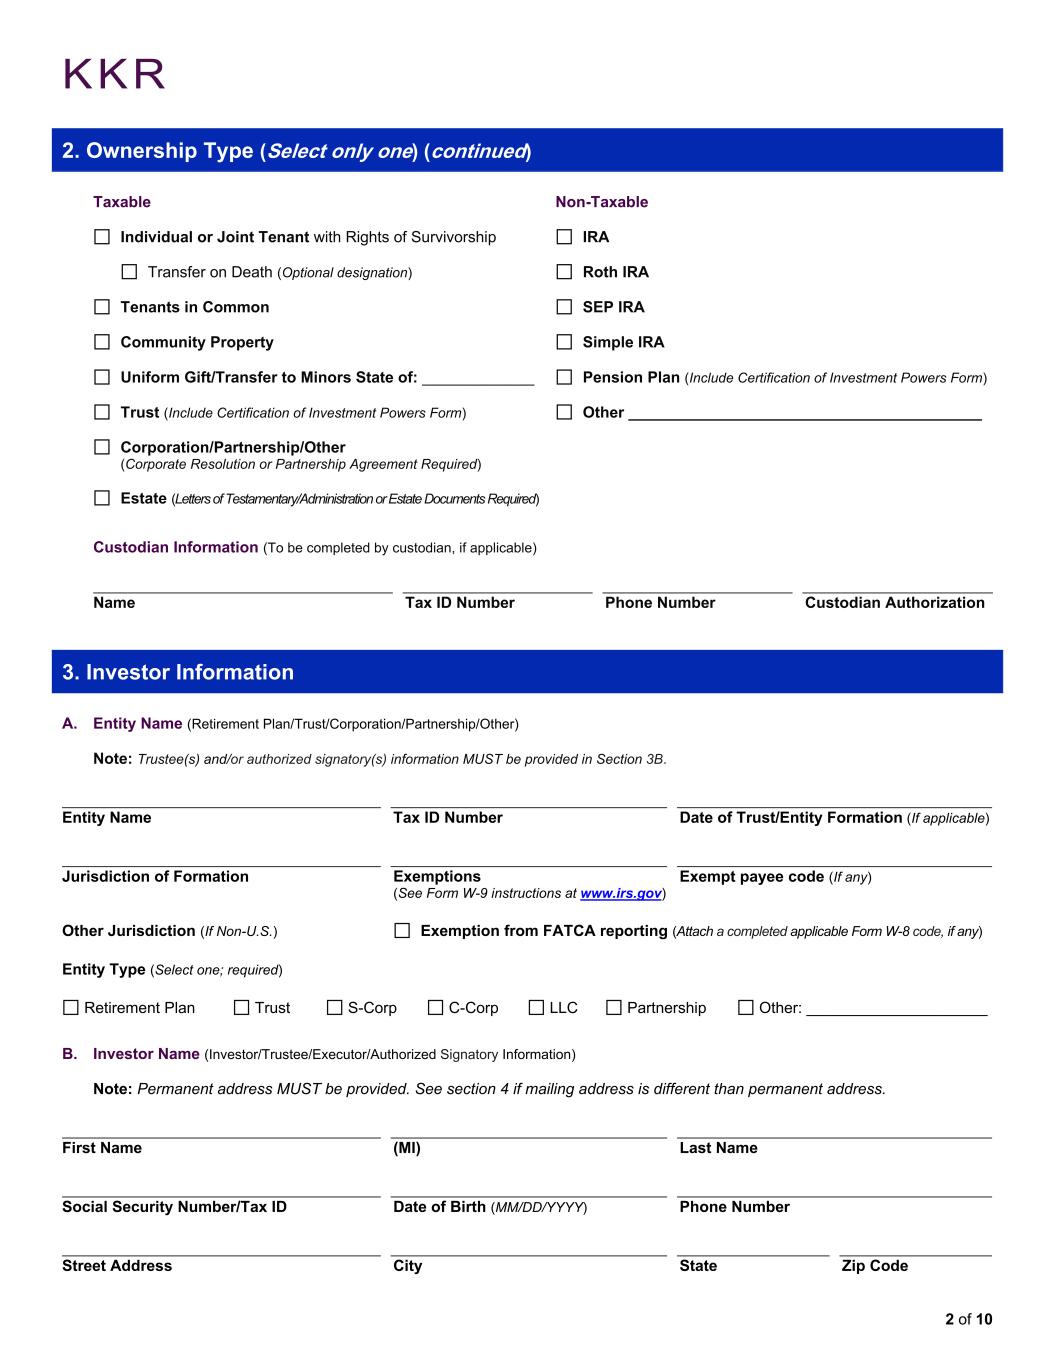 KKR
2. Ownership Type (Select only one) (continued)
Taxable
Individual or Joint Tenant with Rights of Survivorship
Transfer on Death (Optional designation)
Tenants in Common
Community Property
Uniform Gift/Transfer to Minors State of:
Trust (Include Certification of Investment Powers Form)
Corporation/Partnership/Other
(Corporate Resolution or Partnership Agreement Required)
Estate (Letters of Testamentary/Administration or Estate Documents Required)
Non-Taxable
IRA
Roth IRA
SEP IRA
Simple IRA
Pension Plan (Include Certification of Investment Powers Form)
Other
Custodian Information (To be completed by custodian, if applicable)
Name Tax ID Number Phone Number Custodian Authorization
3. Investor Information
A. Entity Name (Retirement Plan/Trust/Corporation/Partnership/Other)
Note: Trustee(s) and/or authorized signatory(s) information MUST be provided in Section 3B.
Entity Name Tax ID Number Date of Trust/Entity Formation (If applicable)
Jurisdiction of Formation Exemptions Exempt payee code (If any)
(See Form W-9 instructions at www.irs.gov)
Other Jurisdiction (If Non-U.S.) Exemption from FATCA reporting (Attach a completed applicable Form W-8 code, if any)
Entity Type (Select one; required)
Retirement Plan Trust S-Corp C-Corp LLC Partnership Other:
B. Investor Name (Investor/Trustee/Executor/Authorized Signatory Information)
Note: Permanent address MUST be provided. See section 4 if mailing address is different than permanent address.
First Name (MI) Last Name
Social Security Number/Tax ID Date of Birth (MM/DD/YYYY) Phone Number
Street Address City State Zip Code
2 of 10